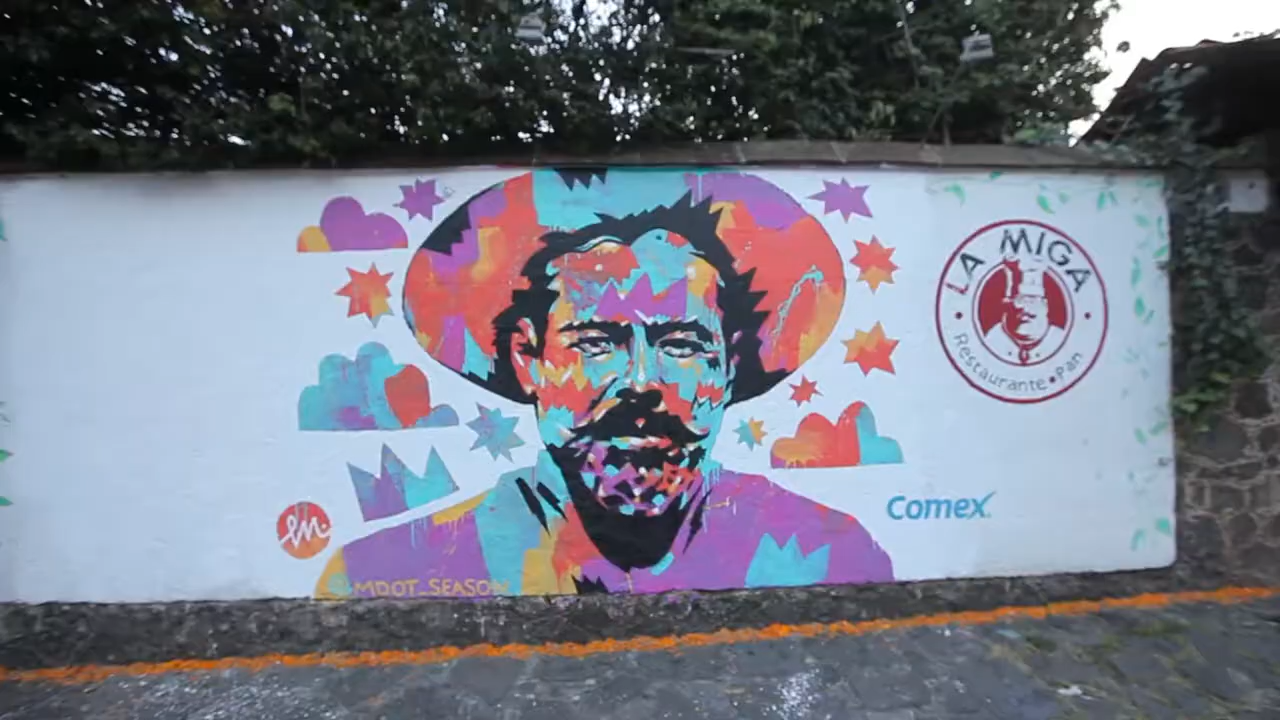 LA MIGA
Restaurante • Pan
Comex
m.
MDOT_SEASON